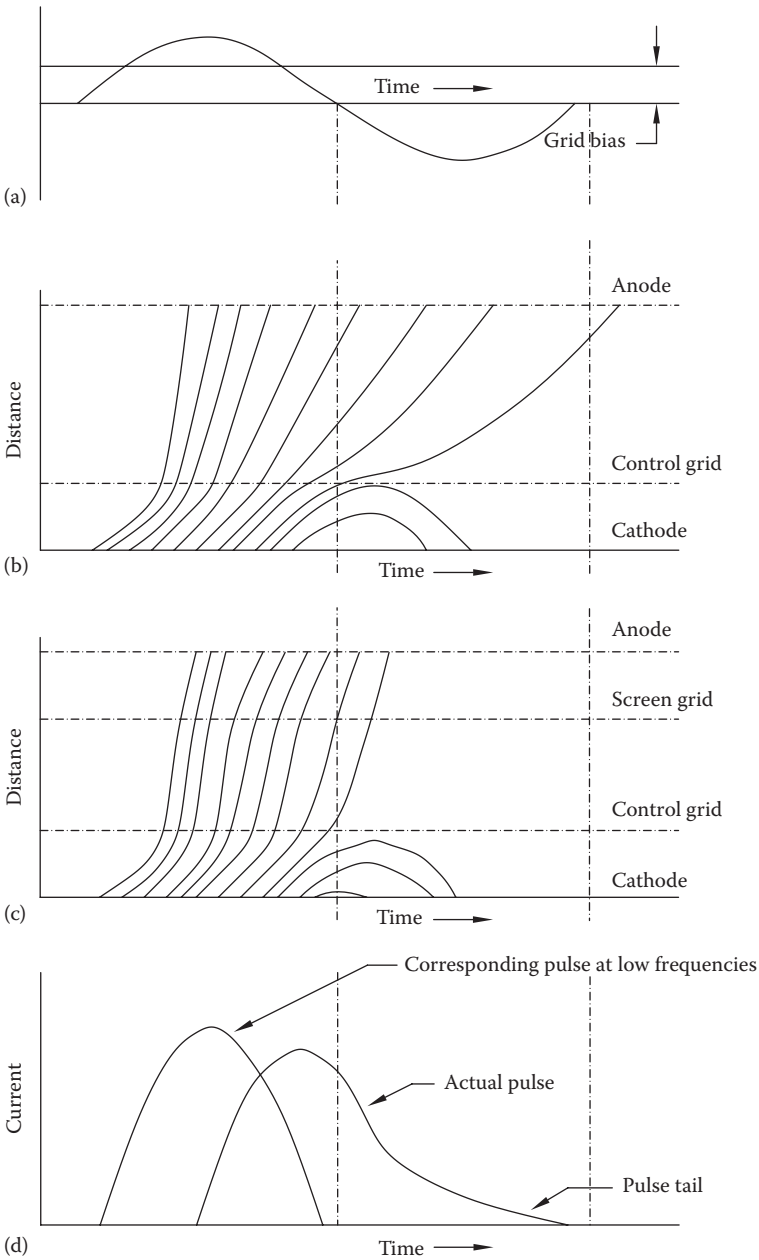 Time
Grid bias
(a)
Anode
Distance
Control grid
Cathode
(b)
Time
Anode
Screen grid
Distance
Control grid
Cathode
(c)
Time
Corresponding pulse at low frequencies
Current
Actual pulse
Pulse tail
(d)
Time